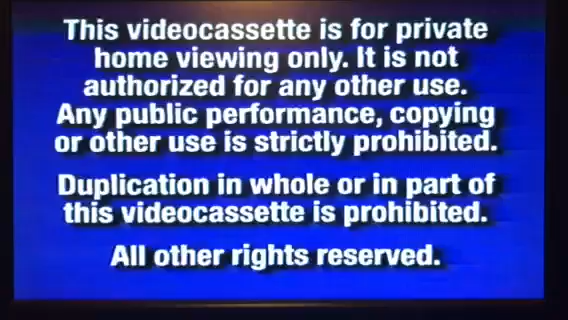 This videocassette is for private
home viewing only. It is not
authorized for any other use.
Any public performance, copying
or other use is strictly prohibited.
Duplication in whole or in part of
this videocassette is prohibited.
All other rights reserved.